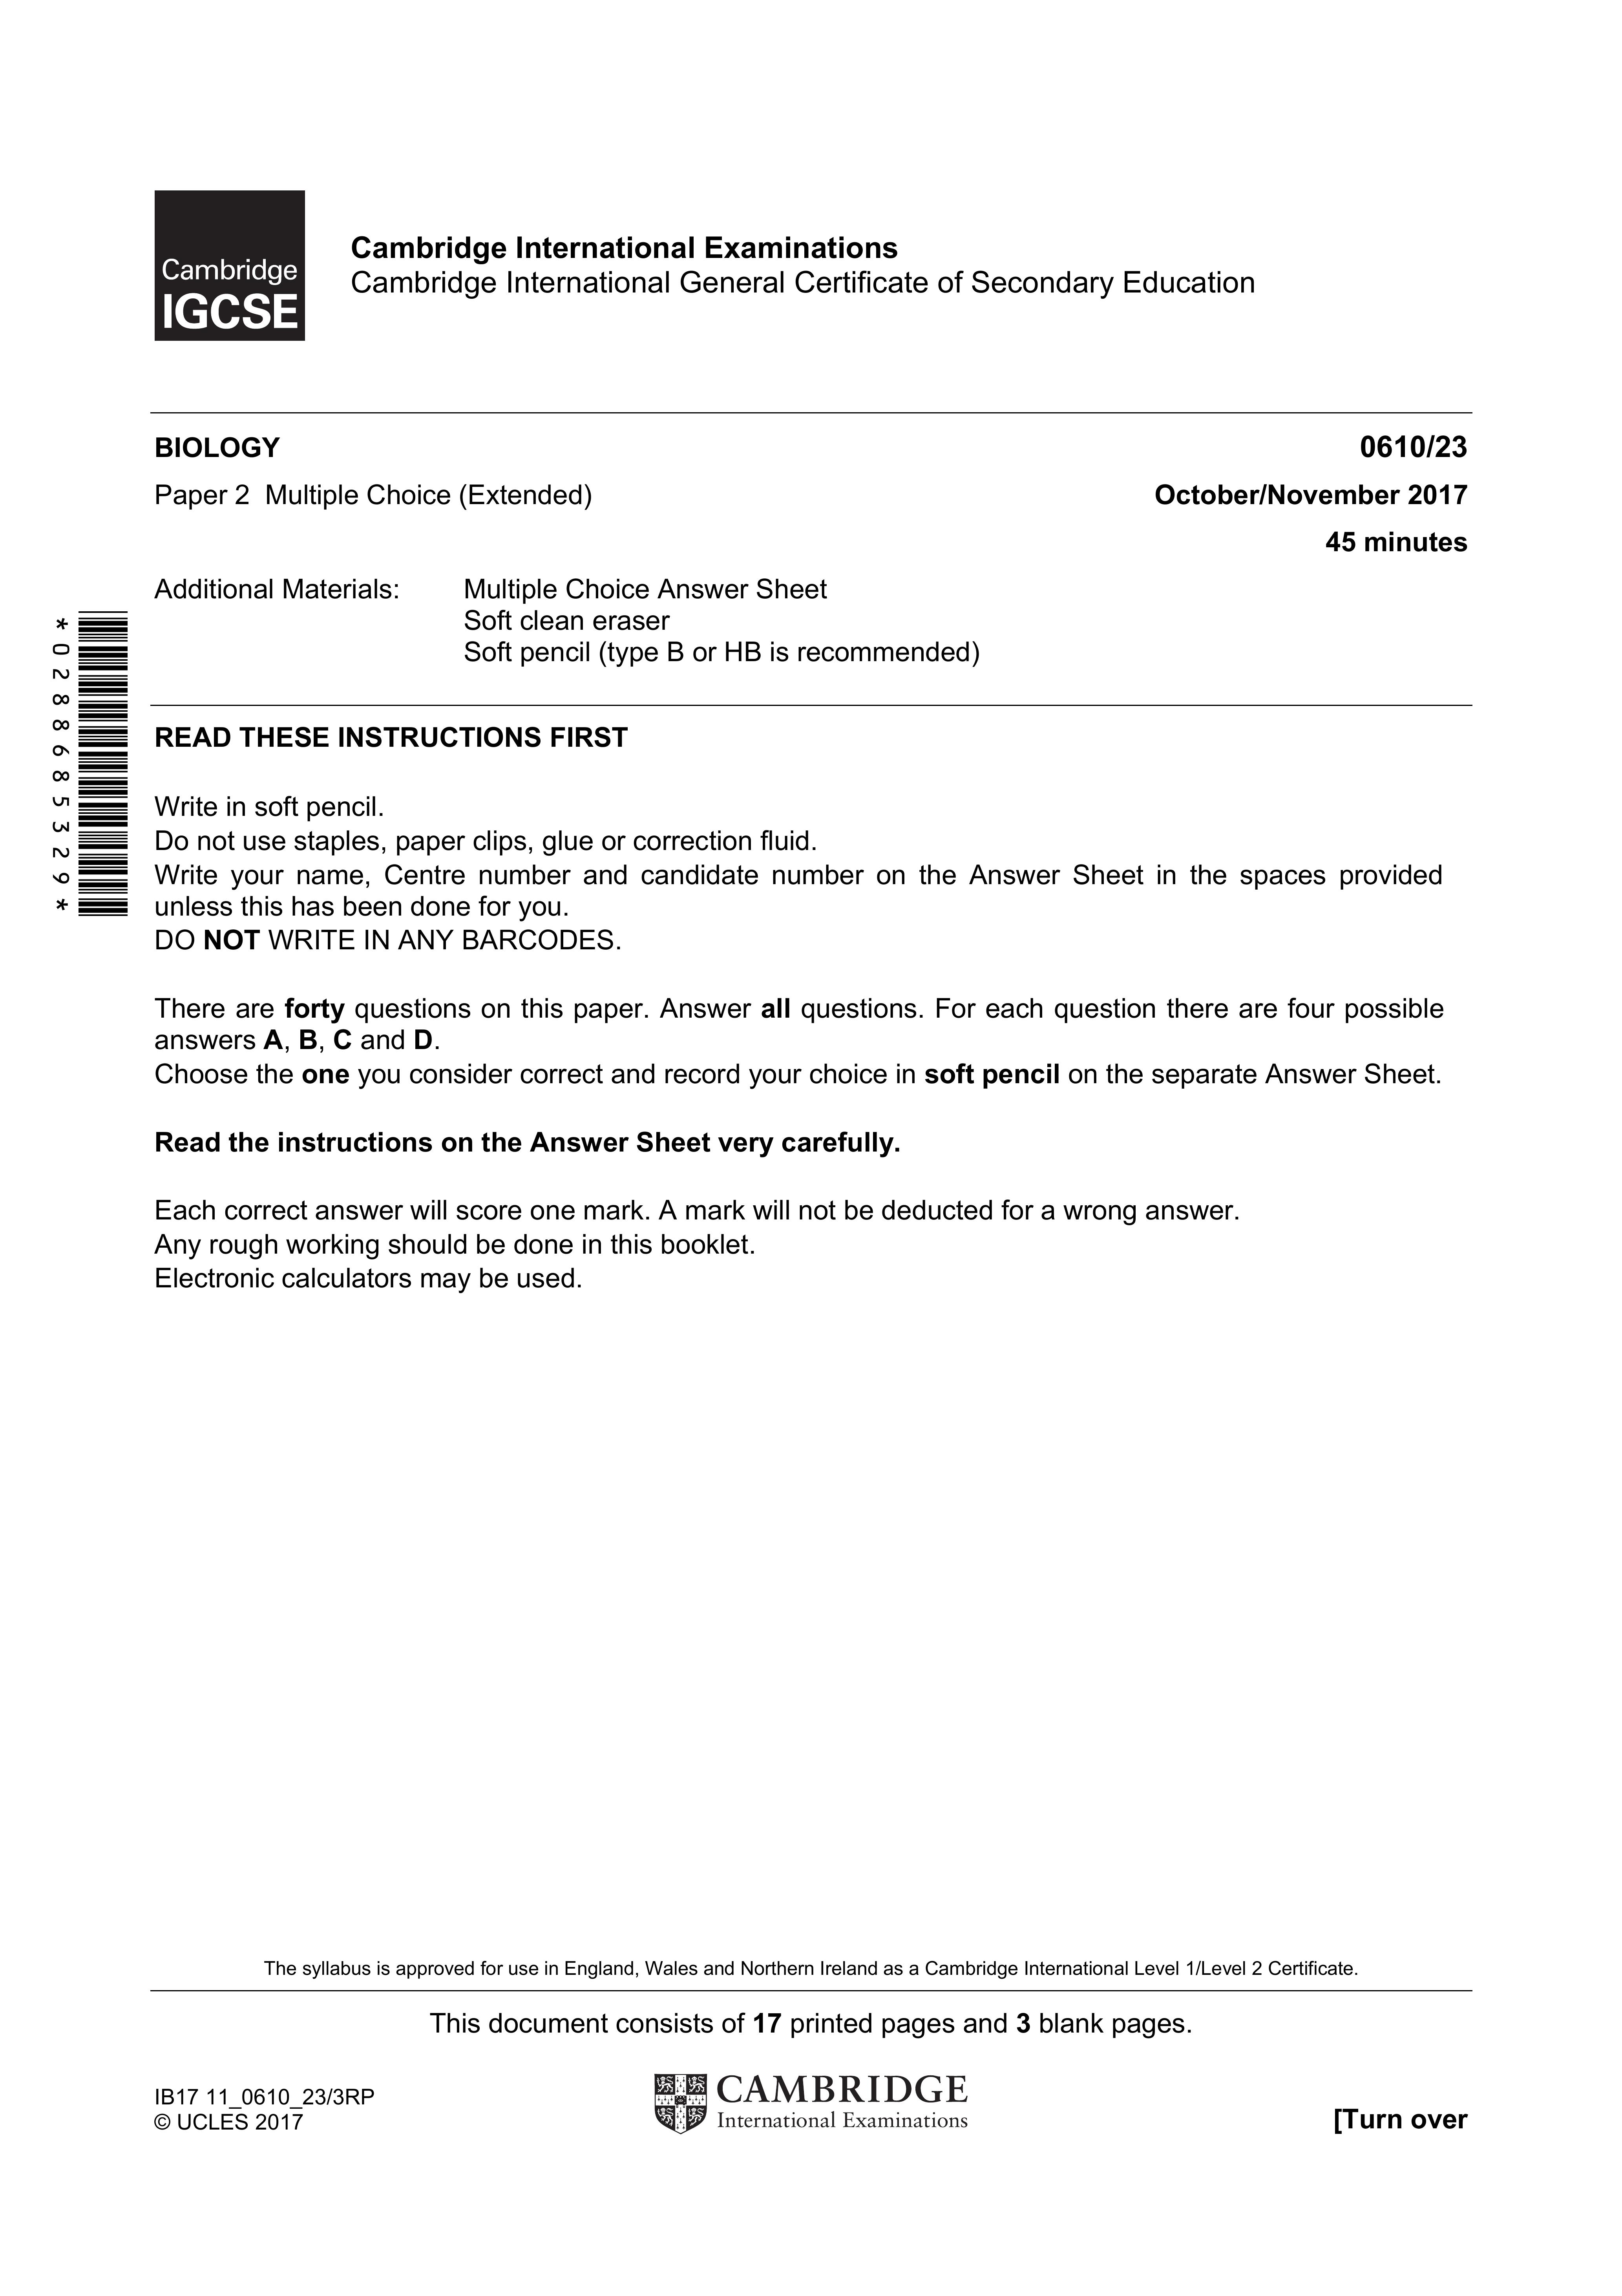 Cambridge
IGCSE
Cambridge International Examinations
Cambridge International General Certificate of Secondary Education
BIOLOGY 0610/23
Paper 2 Multiple Choice (Extended) October/November 2017
45 minutes
Additional Materials: Multiple Choice Answer Sheet
Soft clean eraser
Soft pencil (type B or HB is recommended)
*0288685329*
READ THESE INSTRUCTIONS FIRST
Write in soft pencil.
Do not use staples, paper clips, glue or correction fluid.
Write your name, Centre number and candidate number on the Answer Sheet in the spaces provided
unless this has been done for you.
DO NOT WRITE IN ANY BARCODES.
There are forty questions on this paper. Answer all questions. For each question there are four possible
answers A, B, C and D.
Choose the one you consider correct and record your choice in soft pencil on the separate Answer Sheet.
Read the instructions on the Answer Sheet very carefully.
Each correct answer will score one mark. A mark will not be deducted for a wrong answer.
Any rough working should be done in this booklet.
Electronic calculators may be used.
The syllabus is approved for use in England, Wales and Northern Ireland as a Cambridge International Level 1/Level 2 Certificate.
This document consists of 17 printed pages and 3 blank pages.
IB17 11_0610_23/3RP
© UCLES 2017
CAMBRIDGE
International Examinations
[Turn over